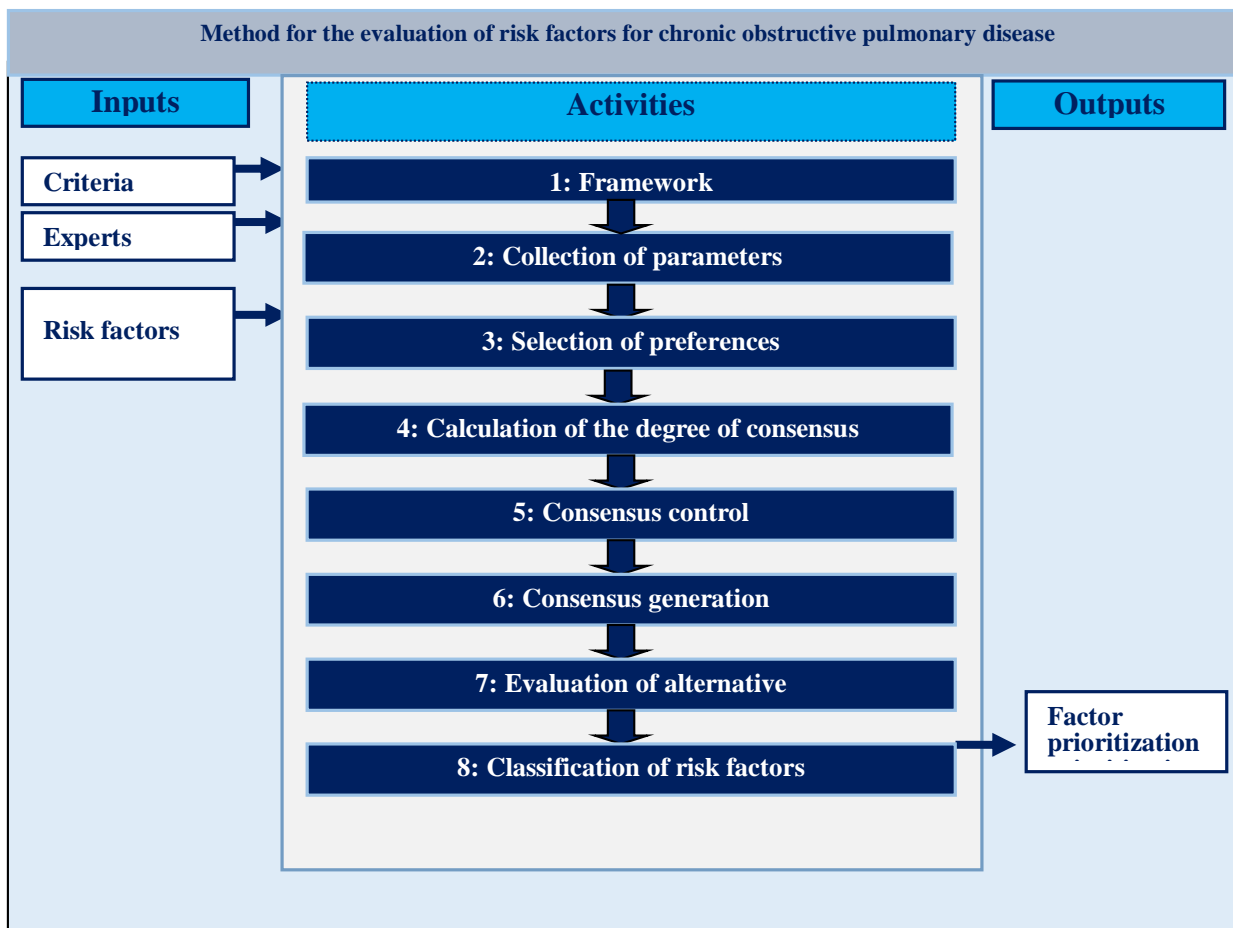 Method for the evaluation of risk factors for chronic obstructive pulmonary disease
Inputs
Activities
Outputs
Criteria
Experts
Risk factors
1: Framework
2: Collection of parameters
3: Selection of preferences
4: Calculation of the degree of consensus
5: Consensus control
6: Consensus generation
7: Evaluation of alternative
8: Classification of risk factors
Factor
prioritization